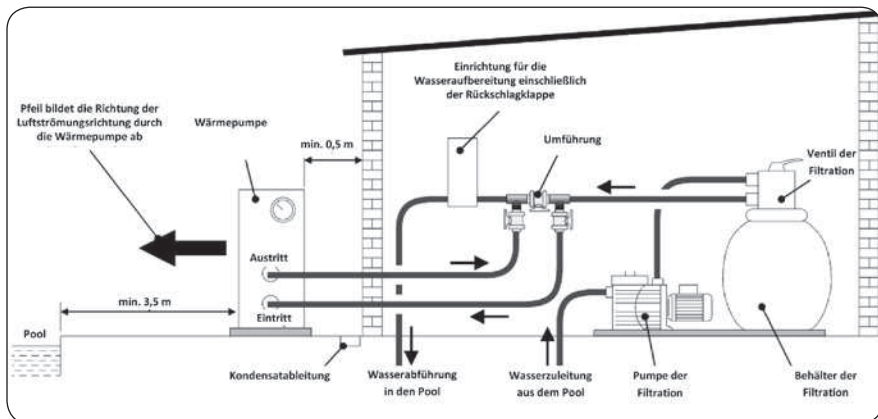 Einrichtung für die
Wasseraufbereitung einschließlich
der Rückschlagklappe
Pfeil bildet die Richtung der
Luftströmungsrichtung durch
die Wärmepumpe ab
Wärmepumpe
min. 0,5 m
Umführung
Ventil der
Filtration
Austritt
Eintritt
min. 3,5 m
Pool
Kondensatableitung
Wasserabführung
in den Pool
Wasserzuleitung
aus dem Pool
Pumpe der
Filtration
Behälter der
Filtration